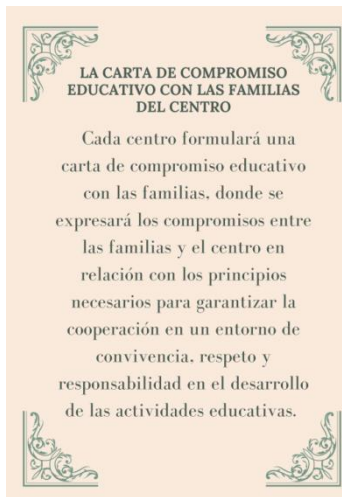 LA CARTA DE COMPROMISO
EDUCATIVO CON LAS FAMILIAS
DEL CENTRO
Cada centro formulará una
carta de compromiso educativo
con las familias, donde se
expresará los compromisos entre
las familias y el centro en
relación con los principios
necesarios para garantizar la
cooperación en un entorno de
convivencia, respeto y
responsabilidad en el desarrollo
de las actividades educativas.